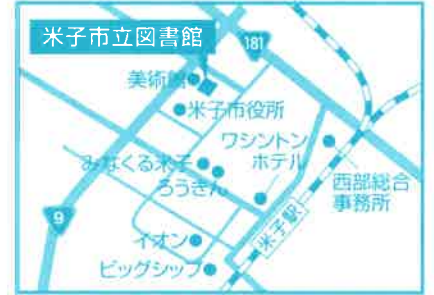 米子市立図書館
181
美術館
米子市役所
ワシントン
ホテル
みなくる米子
ろうきん
西部総合
事務所
9
米子駅
イオン
ビッグシップ